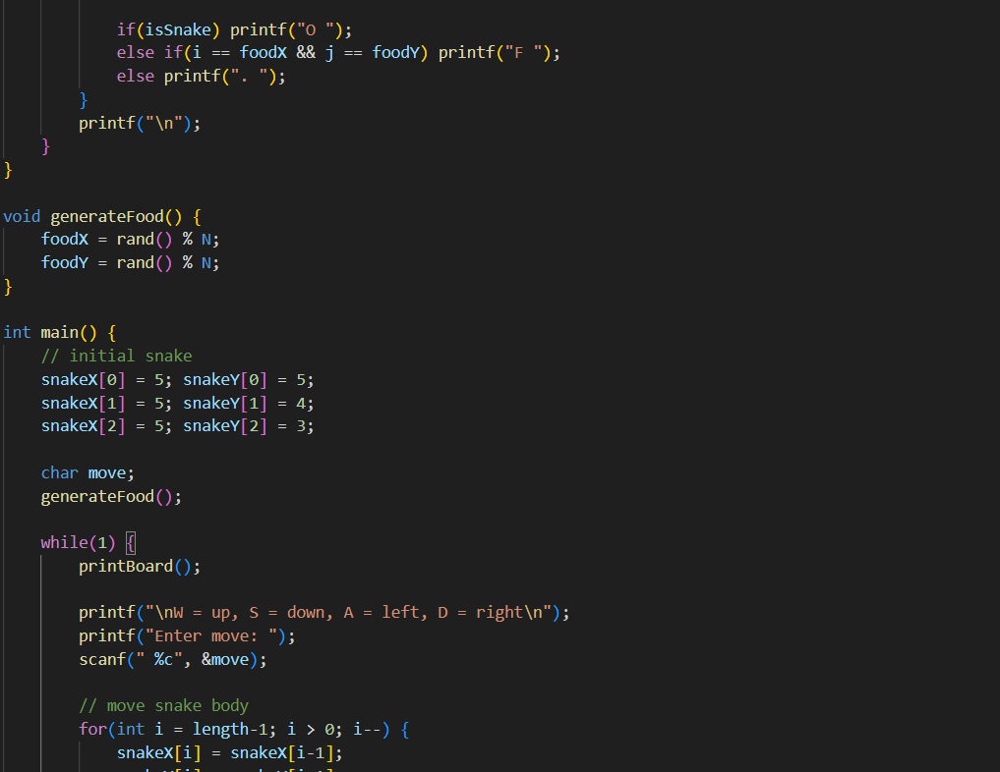 if(isSnake) printf("O ");
else if(i == foodX && j == foodY) printf("F ");
else printf(". ");
}
printf("\n");
}
}
void generateFood() {
foodX = rand() % N;
foodY = rand() % N;
}
int main() {
// initial snake
snakeX[0] = 5; snakeY[0] = 5;
snakeX[1] = 5; snakeY[1] = 4;
snakeX[2] = 5; snakeY[2] = 3;
char move;
generateFood();
while(1) {
printBoard();
printf("\nW = up, S = down, A = left, D = right\n");
printf("Enter move: ");
scanf(" %c", &move);
// move snake body
for(int i = length-1; i > 0; i--) {
snakeX[i] = snakeX[i-1];